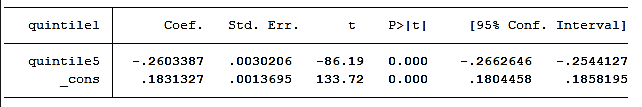 quintile1 Coef. Std. Err. t P>|t| [95% Conf. Interval]
quintile5 -.2603387 .0030206 -86.19 0.000 -.2662646 -.2544127
_cons .1831327 .0013695 133.72 0.000 .1804458 .1858195